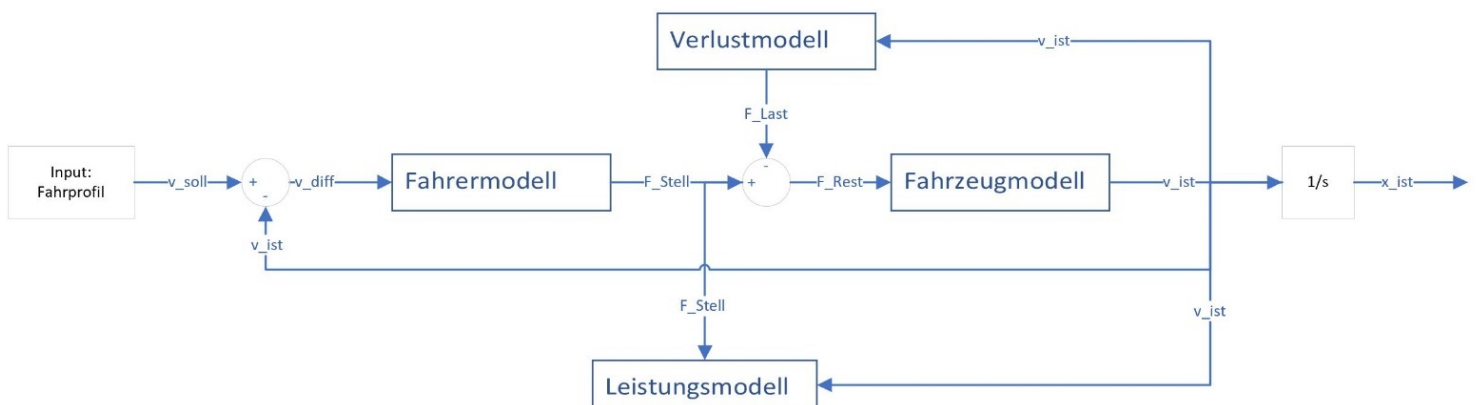 Verlustmodell
v_ist
F_Last
Input:
Fahrprofil
v_soll
+
-
v_diff
Fahrermodell
F_Stell
+
-
F_Rest
Fahrzeugmodell
v_ist
1/s
x_ist
v_ist
F_Stell
v_ist
Leistungsmodell